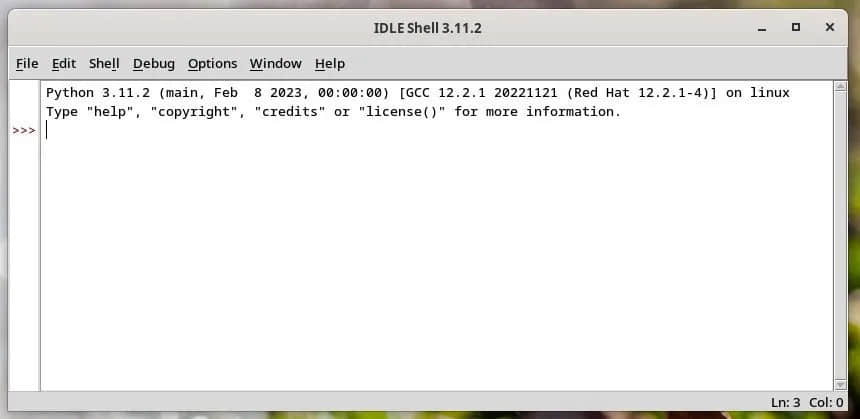 IDLE Shell 3.11.2
File Edit Shell Debug Options Window Help
Python 3.11.2 (main, Feb  8 2023, 00:00:00) [GCC 12.2.1 20221121 (Red Hat 12.2.1-4)] on linux
Type "help", "copyright", "credits" or "license()" for more information.
>>>
Ln: 3 Col: 0